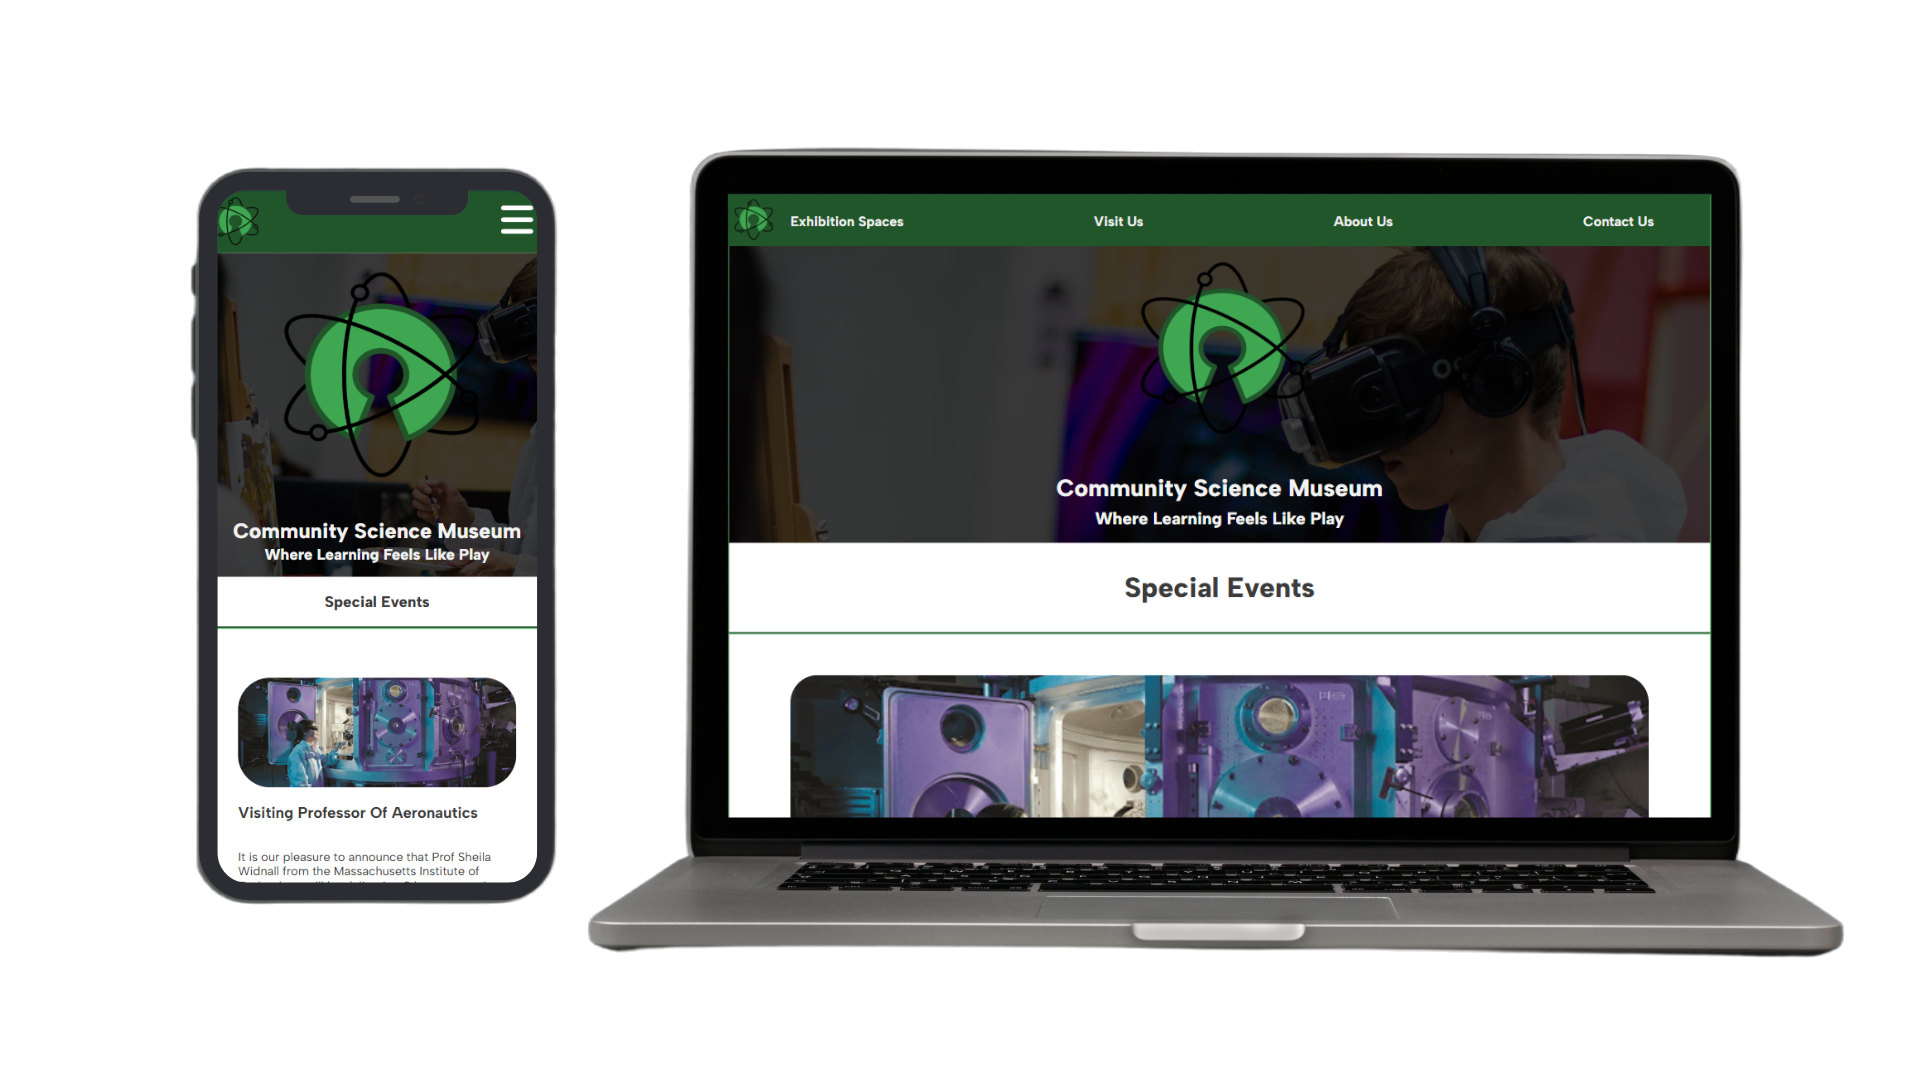 Community Science Museum
Where Learning Feels Like Play
Special Events
Visiting Professor Of Aeronautics
It is our pleasure to announce that Prof Sheila
Widnall from the Massachusetts Institute of
Exhibition Spaces
Visit Us
About Us
Contact Us
Community Science Museum
Where Learning Feels Like Play
Special Events